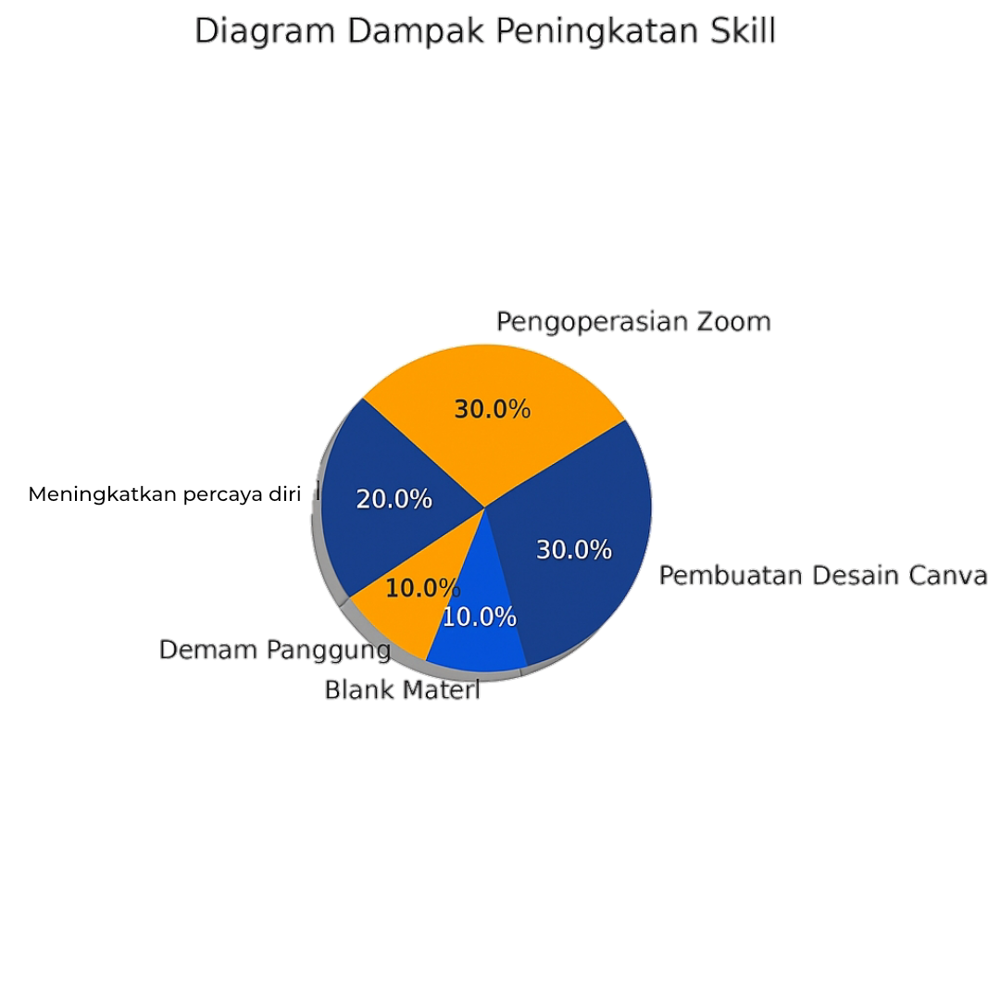 Diagram Dampak Peningkatan Skill
Pengoperasian Zoom
30.0%
Meningkatkan percaya diri
20.0%
30.0%
Pembuatan Desain Canva
10.0%
10.0%
Demam Panggung
Blank Materl